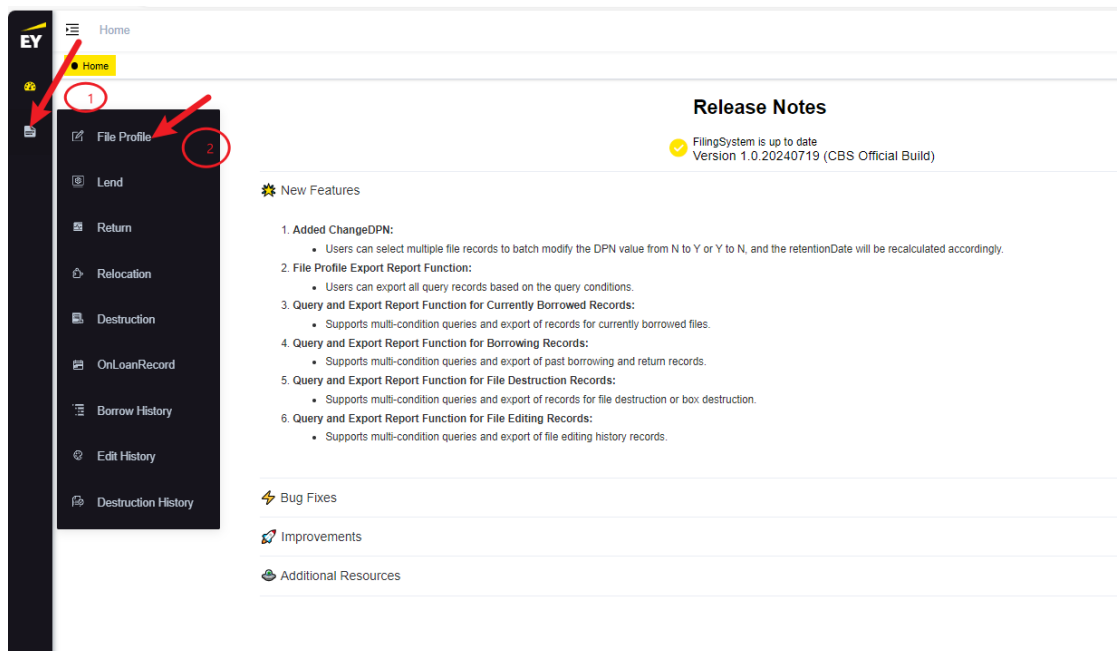 EY
Home
Home
1
File Profile
2
Lend
Return
Relocation
Destruction
OnLoanRecord
Borrow History
Edit History
Destruction History
Release Notes
FilingSystem is up to date
Version 1.0.20240719 (CBS Official Build)
New Features
1. Added ChangeDPN:
• Users can select multiple file records to batch modify the DPN value from N to Y or Y to N, and the retentionDate will be recalculated accordingly.
2. File Profile Export Report Function:
• Users can export all query records based on the query conditions.
3. Query and Export Report Function for Currently Borrowed Records:
• Supports multi-condition queries and export of records for currently borrowed files.
4. Query and Export Report Function for Borrowing Records:
• Supports multi-condition queries and export of past borrowing and return records.
5. Query and Export Report Function for File Destruction Records:
• Supports multi-condition queries and export of records for file destruction or box destruction.
6. Query and Export Report Function for File Editing Records:
• Supports multi-condition queries and export of file editing history records.
Bug Fixes
Improvements
Additional Resources